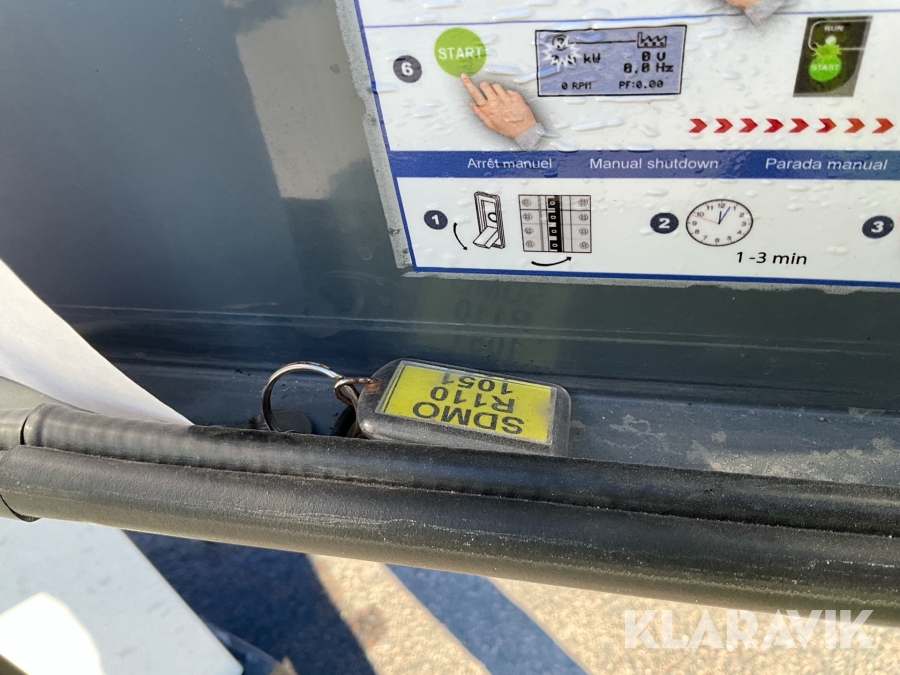 6
START
kW
0 V
0.0 Hz
0 RPM
PF:0.00
RUN
START
Arrêt manuel
Manual shutdown
Parada manual
1
2
1-3 min
3
SDMO
R110
1051
KLARAVIK